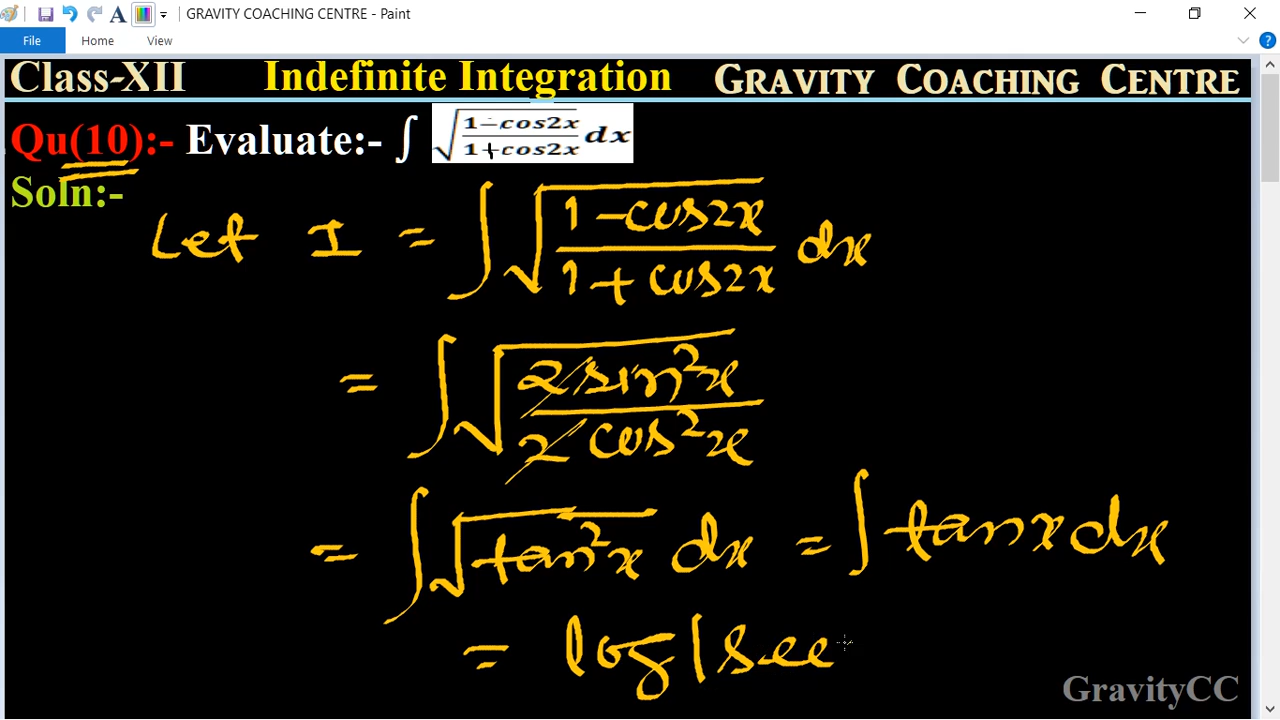 GRAVITY COACHING CENTRE - Paint
File Home View
Class-XII Indefinite Integration GRAVITY COACHING CENTRE
Qu(10):- Evaluate:- ∫ √((1-cos2x)/(1+cos2x)) dx
Soln:-
Let I = ∫ √((1-cos2x)/(1+cos2x)) dx
= ∫ √((2sin²x)/(2cos²x))
= ∫ √(tan²x) dx = ∫ tanx dx
= log|sec
GravityCC